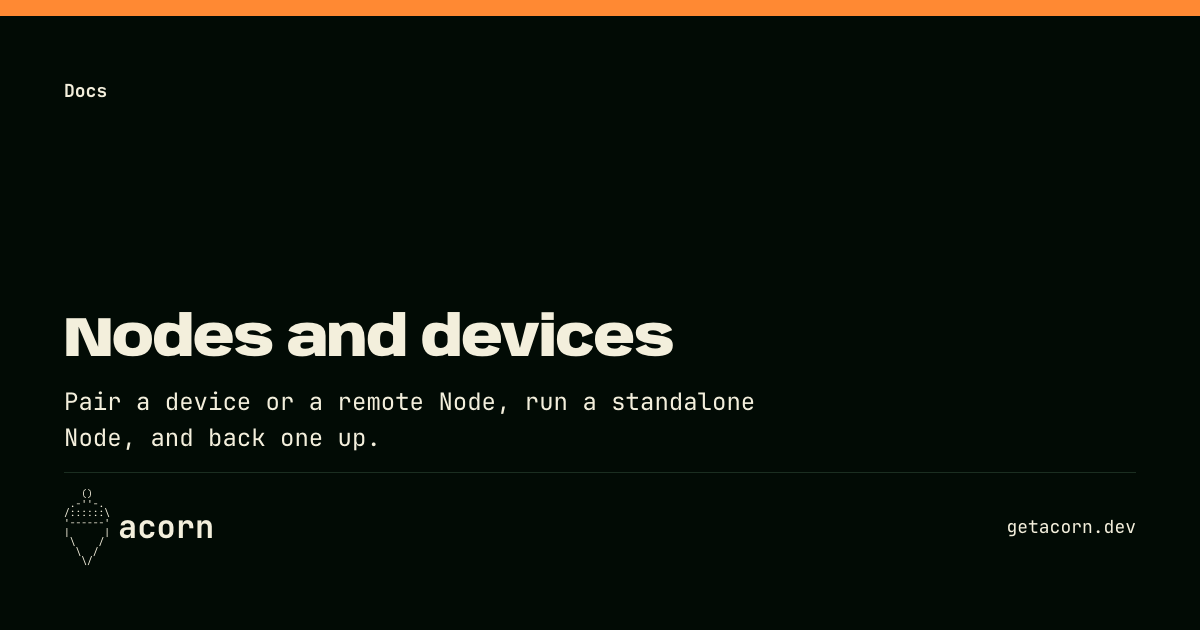 Docs
Nodes and devices
Pair a device or a remote Node, run a standalone
Node, and back one up.
acorn
getacorn.dev